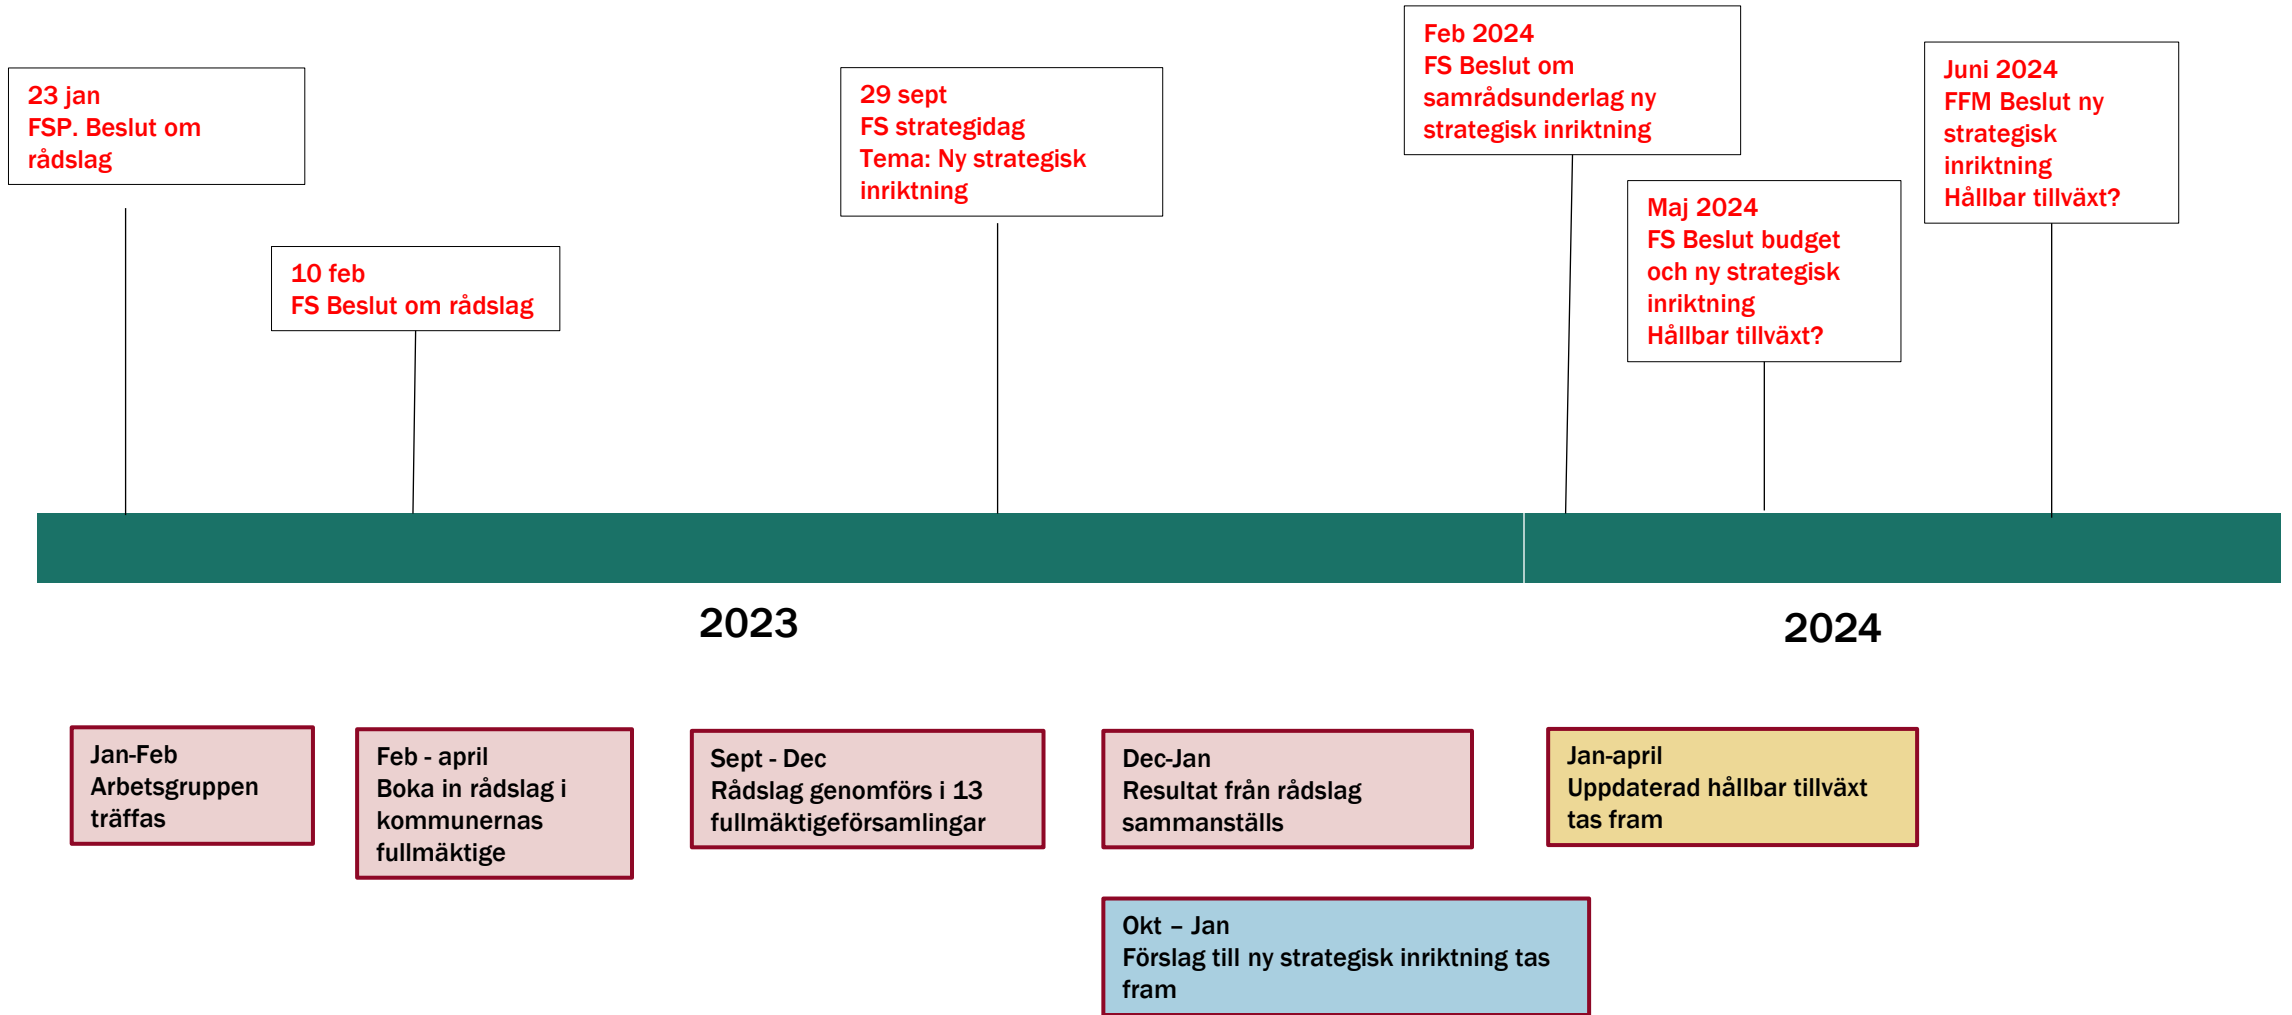 23 jan
FSP. Beslut om
rådslag
10 feb
FS Beslut om rådslag
29 sept
FS strategidag
Tema: Ny strategisk
inriktning
Feb 2024
FS Beslut om
samrådsunderlag ny
strategisk inriktning
Maj 2024
FS Beslut budget
och ny strategisk
inriktning
Hållbar tillväxt?
Juni 2024
FFM Beslut ny
strategisk
inriktning
Hållbar tillväxt?
2023
2024
Jan-Feb
Arbetsgruppen
träffas
Feb - april
Boka in rådslag i
kommunernas
fullmäktige
Sept - Dec
Rådslag genomförs i 13
fullmäktigeförsamlingar
Dec-Jan
Resultat från rådslag
sammanställs
Jan-april
Uppdaterad hållbar tillväxt
tas fram
Okt – Jan
Förslag till ny strategisk inriktning tas
fram